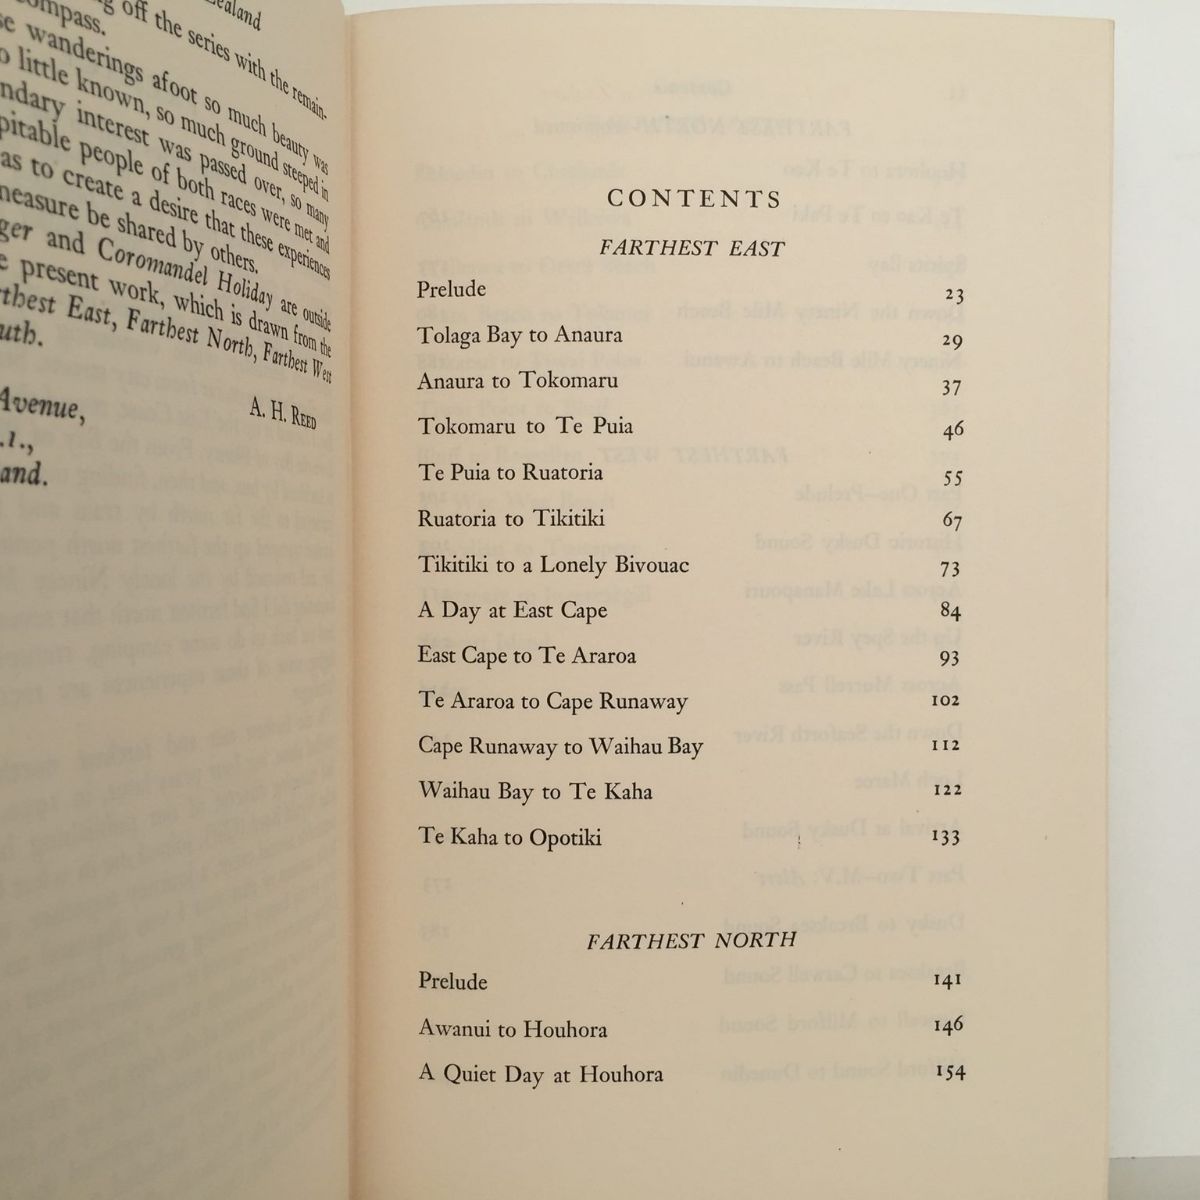 Zealand
compass.
off the series with the remain-
wanderings afoot so much beauty was
little known, so much ground steeped in
interest was passed over, so many
people of both races were met and
as to create a desire that these experiences
measure be shared by others.
and Coromandel Holiday are outside
present work, which is drawn from the
East, Farthest North, Farthest West
A. H. REED
Avenue,
CONTENTS
FARTHEST EAST
Prelude 23
Tolaga Bay to Anaura 29
Anaura to Tokomaru 37
Tokomaru to Te Puia 46
Te Puia to Ruatoria 55
Ruatoria to Tikitiki 67
Tikitiki to a Lonely Bivouac 73
A Day at East Cape 84
East Cape to Te Araroa 93
Te Araroa to Cape Runaway 102
Cape Runaway to Waihau Bay 112
Waihau Bay to Te Kaha 122
Te Kaha to Opotiki 133
FARTHEST NORTH
Prelude 141
Awanui to Houhora 146
A Quiet Day at Houhora 154